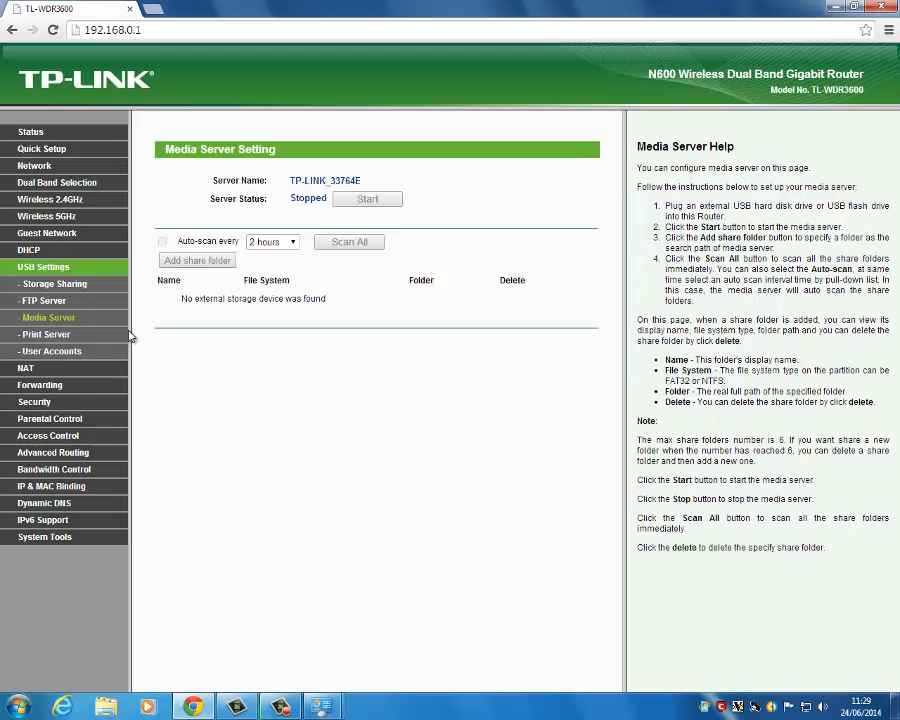 TL-WDR3600
192.168.0.1
TP-LINK
N600 Wireless Dual Band Gigabit Router
Model No. TL-WDR3600
Status
Quick Setup
Network
Dual Band Selection
Wireless 2.4GHz
Wireless 5GHz
Guest Network
DHCP
USB Settings
- Storage Sharing
- FTP Server
- Media Server
- Print Server
- User Accounts
NAT
Forwarding
Security
Parental Control
Access Control
Advanced Routing
Bandwidth Control
IP & MAC Binding
Dynamic DNS
IPv6 Support
System Tools
Media Server Setting
Server Name: TP-LINK_33764E
Server Status: Stopped Start
Auto-scan every 2 hours Scan All
Add share folder
Name File System Folder Delete
No external storage device was found
Media Server Help
You can configure media server on this page.
Follow the instructions below to set up your media server:
1. Plug an external USB hard disk drive or USB flash drive
into this Router.
2. Click the Start button to start the media server.
3. Click the Add share folder button to specify a folder as the
search path of media server.
4. Click the Scan All button to scan all the share folders
immediately. You can also select the Auto-scan, at same
time select an auto scan interval time by pull-down list. In
this case, the media server will auto scan the share
folders.
On this page, when a share folder is added, you can view its
display name, file system type, folder path and you can delete the
share folder by click delete.
• Name - This folder's display name.
• File System - The file system type on the partition can be
FAT32 or NTFS.
• Folder - The real full path of the specified folder.
• Delete - You can delete the share folder by click delete.
Note:
The max share folders number is 6. If you want share a new
folder when the number has reached 6, you can delete a share
folder and then add a new one.
Click the Start button to start the media server.
Click the Stop button to stop the media server.
Click the Scan All button to scan all the share folders
immediately.
Click the delete to delete the specify share folder.
11:29
24/06/2014